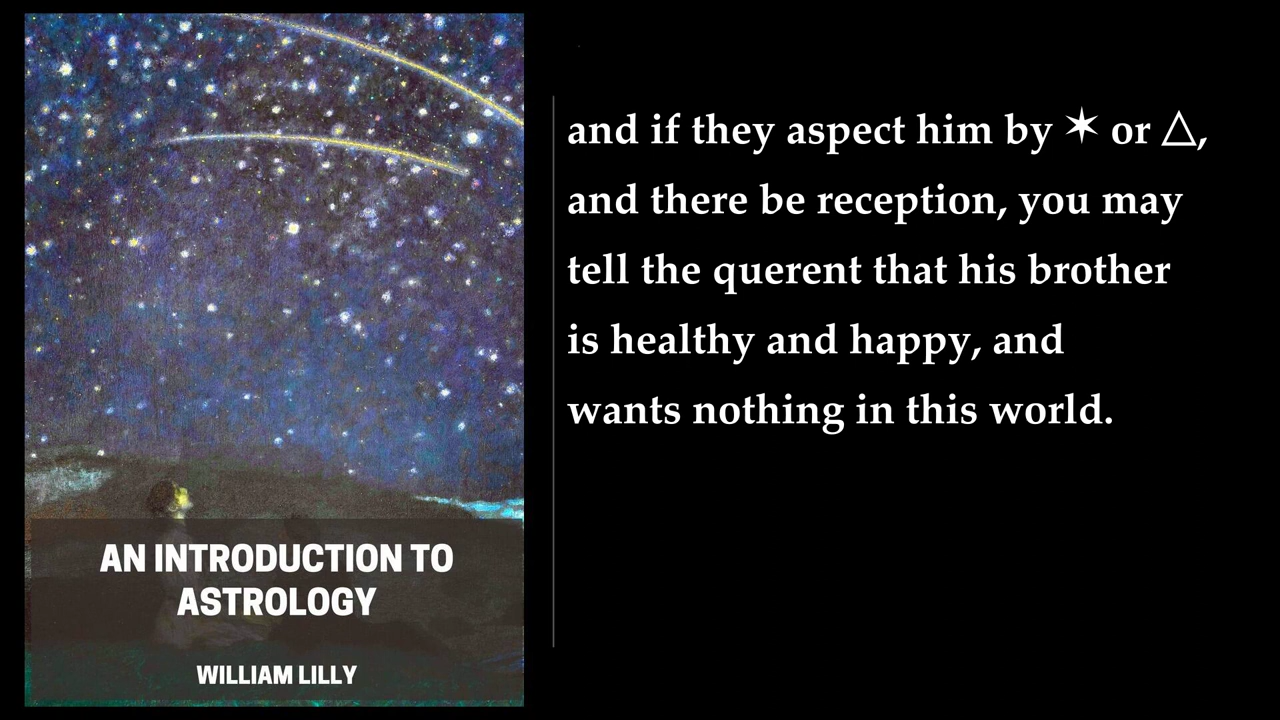 and if they aspect him by ✶ or △,
and there be reception, you may
tell the querent that his brother
is healthy and happy, and
wants nothing in this world.
AN INTRODUCTION TO
ASTROLOGY
WILLIAM LILLY